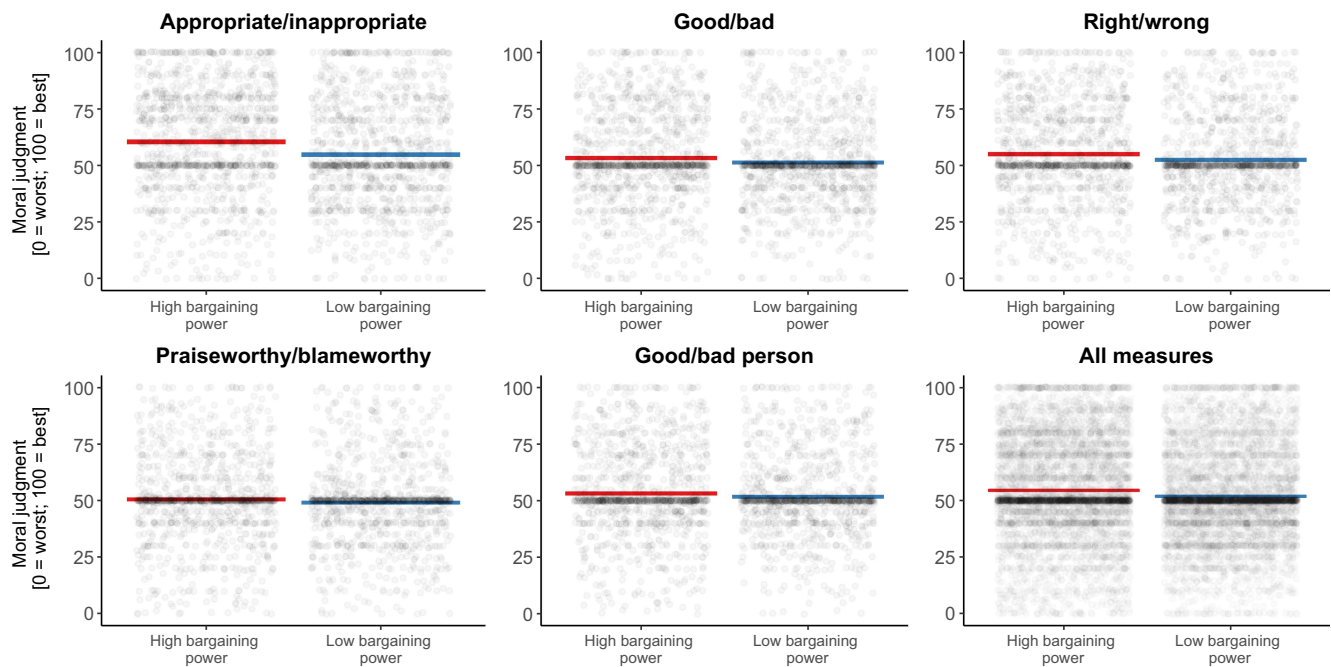 Appropriate/inappropriate
Good/bad
Right/wrong
Moral judgment
[0 = worst; 100 = best]
100
75
50
25
0
High bargaining
power
Low bargaining
power
100
75
50
25
0
High bargaining
power
Low bargaining
power
100
75
50
25
0
High bargaining
power
Low bargaining
power
Praiseworthy/blameworthy
Good/bad person
All measures
Moral judgment
[0 = worst; 100 = best]
100
75
50
25
0
High bargaining
power
Low bargaining
power
100
75
50
25
0
High bargaining
power
Low bargaining
power
100
75
50
25
0
High bargaining
power
Low bargaining
power